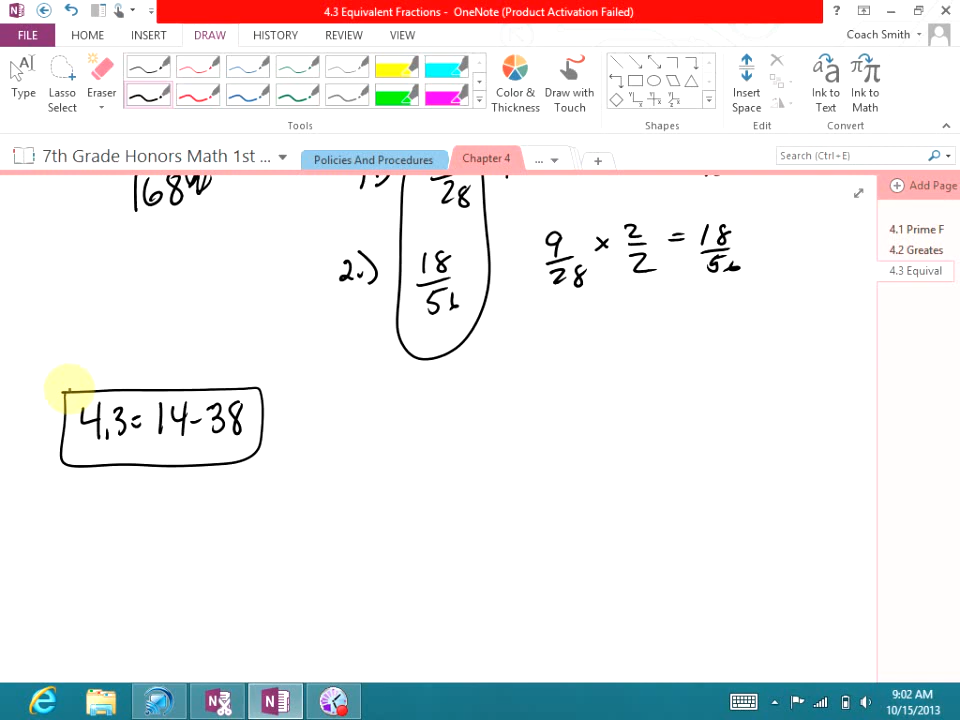 4.3 Equivalent Fractions - OneNote (Product Activation Failed)
FILE HOME INSERT DRAW HISTORY REVIEW VIEW
Coach Smith
Type
Lasso Select
Eraser
Color & Thickness
Draw with Touch
Insert Space
Ink to Text
Ink to Math
Tools
Shapes
Edit
Convert
7th Grade Honors Math 1st ...
Policies And Procedures
Chapter 4
...
Search (Ctrl+E)
Add Page
4.1 Prime F
4.2 Greates
4.3 Equival
168
28
2.) 18/56
9/28 × 2/2 = 18/56
4.3 = 14-38
9:02 AM
10/15/2013